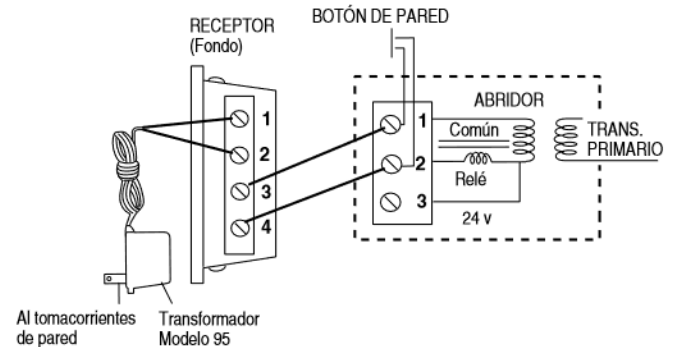 BOTÓN DE PARED
RECEPTOR
(Fondo)
1
2
3
4
ABRIDOR
1
Común
2
Relé
3
24 v
TRANS.
PRIMARIO
Al tomacorrientes
de pared
Transformador
Modelo 95